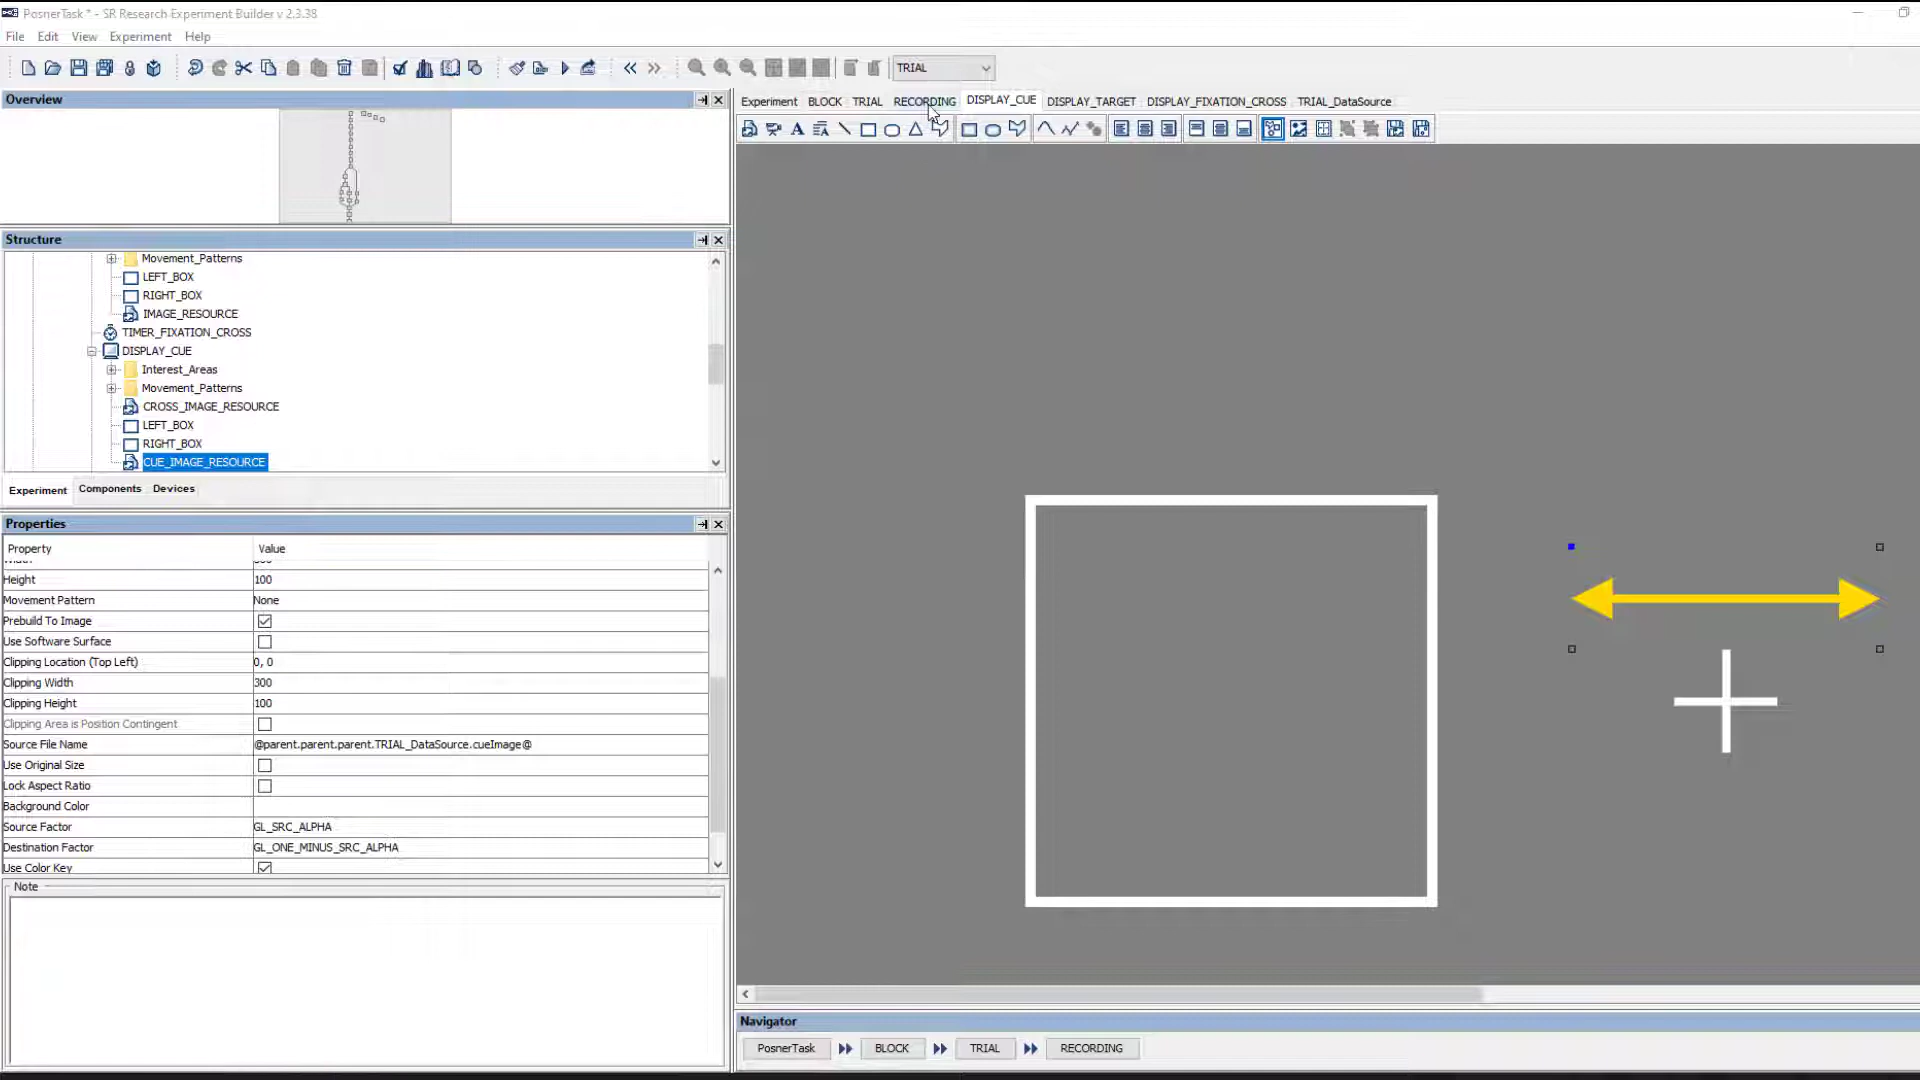 PosnerTask * - SR Research Experiment Builder v 2.3.38
File Edit View Experiment Help
TRIAL
Overview
Experiment BLOCK TRIAL RECORDING DISPLAY_CUE DISPLAY_TARGET DISPLAY_FIXATION_CROSS TRIAL_DataSource
Structure
Movement_Patterns
LEFT_BOX
RIGHT_BOX
IMAGE_RESOURCE
TIMER_FIXATION_CROSS
DISPLAY_CUE
Interest_Areas
Movement_Patterns
CROSS_IMAGE_RESOURCE
LEFT_BOX
RIGHT_BOX
CUE_IMAGE_RESOURCE
Experiment Components Devices
Properties
Property Value
Height 100
Movement Pattern None
Prebuild To Image
Use Software Surface
Clipping Location (Top Left) 0, 0
Clipping Width 300
Clipping Height 100
Clipping Area is Position Contingent
Source File Name @parent.parent.parent.TRIAL_DataSource.cueImage@
Use Original Size
Lock Aspect Ratio
Background Color
Source Factor GL_SRC_ALPHA
Destination Factor GL_ONE_MINUS_SRC_ALPHA
Use Color Key
Note
Navigator
PosnerTask BLOCK TRIAL RECORDING